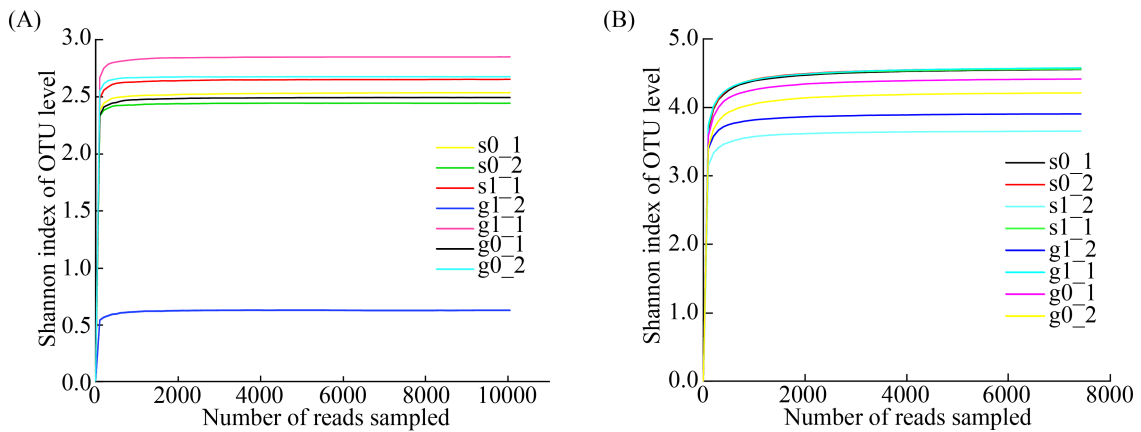 (A)
3.0
2.5
2.0
1.5
1.0
0.5
0.0
Shannon index of OTU level
0
2000
4000
6000
8000
10000
Number of reads sampled
s0_1
s0_2
s1_1
g1_2
g1_1
g0_1
g0_2
(B)
5.0
4.0
3.0
2.0
1.0
0.0
Shannon index of OTU level
0
2000
4000
6000
8000
Number of reads sampled
s0_1
s0_2
s1_2
s1_1
g1_2
g1_1
g0_1
g0_2